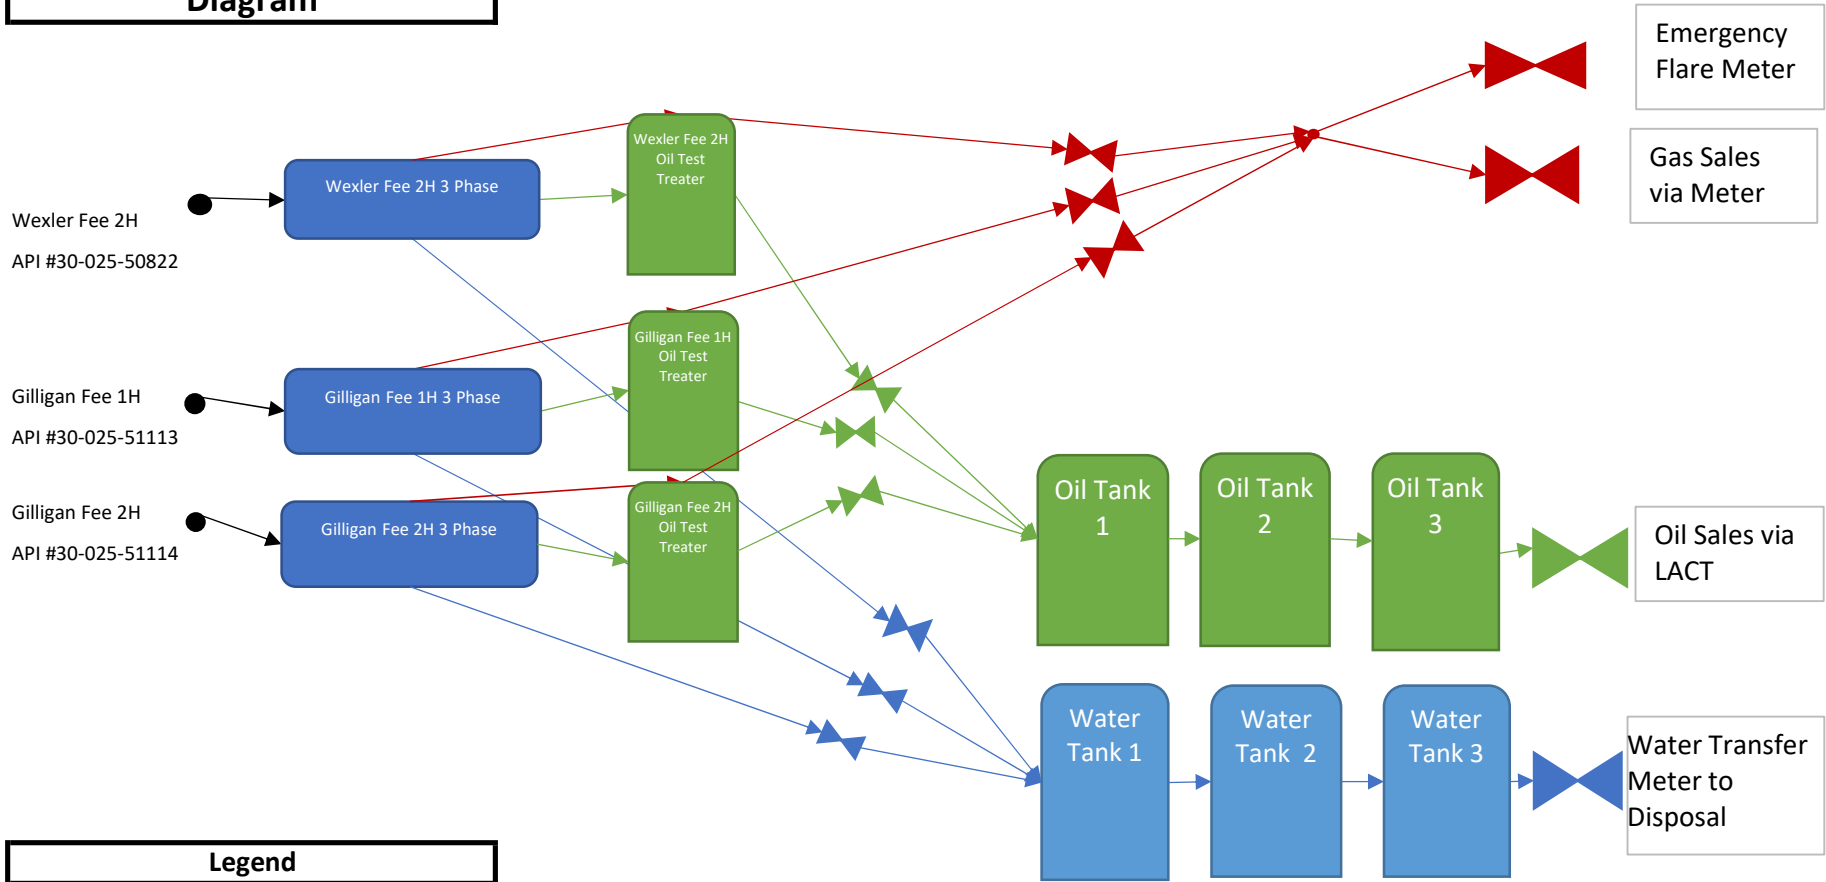 Diagram
Emergency
Flare Meter
Gas Sales
via Meter
Wexler Fee 2H
API #30-025-50822
Wexler Fee 2H 3 Phase
Wexler Fee 2H
Oil Test
Treater
Gilligan Fee 1H
API #30-025-51113
Gilligan Fee 1H 3 Phase
Gilligan Fee 1H
Oil Test
Treater
Gilligan Fee 2H
API #30-025-51114
Gilligan Fee 2H 3 Phase
Gilligan Fee 2H
Oil Test
Treater
Oil Tank
1
Oil Tank
2
Oil Tank
3
Oil Sales via
LACT
Water
Tank 1
Water
Tank 2
Water
Tank 3
Water Transfer
Meter to
Disposal
Legend